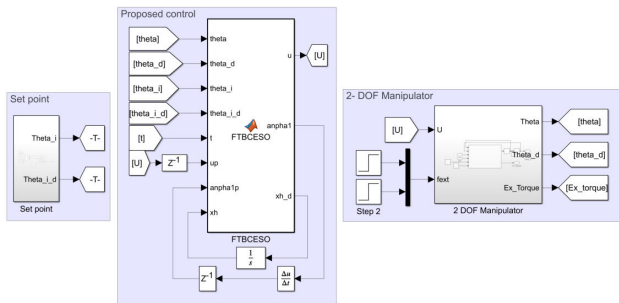 Set point
Theta_i
-T-
Theta_i_d
-T-
Set point
Proposed control
[theta]
theta
[theta_d]
theta_d
[theta_i]
theta_i
[theta_i_d]
theta_i_d
[t]
t
[U]
Z-1
up
anpha1p
xh
u
[U]
anpha1
xh_d
FTBCESO
FTBCESO
1
s
Z-1
Δu
Δt
2- DOF Manipulator
[U]
U
fext
Step 2
Theta
[theta]
Theta_d
[theta_d]
Ex_Torque
[Ex_torque]
2 DOF Manipulator